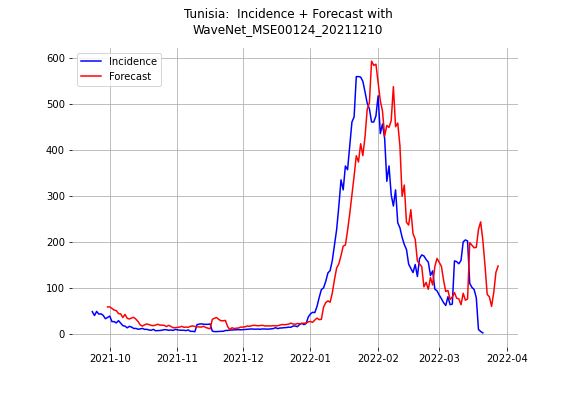 Tunisia:  Incidence + Forecast with
WaveNet_MSE00124_20211210
Incidence
Forecast
600
500
400
300
200
100
0
2021-10 2021-11 2021-12 2022-01 2022-02 2022-03 2022-04